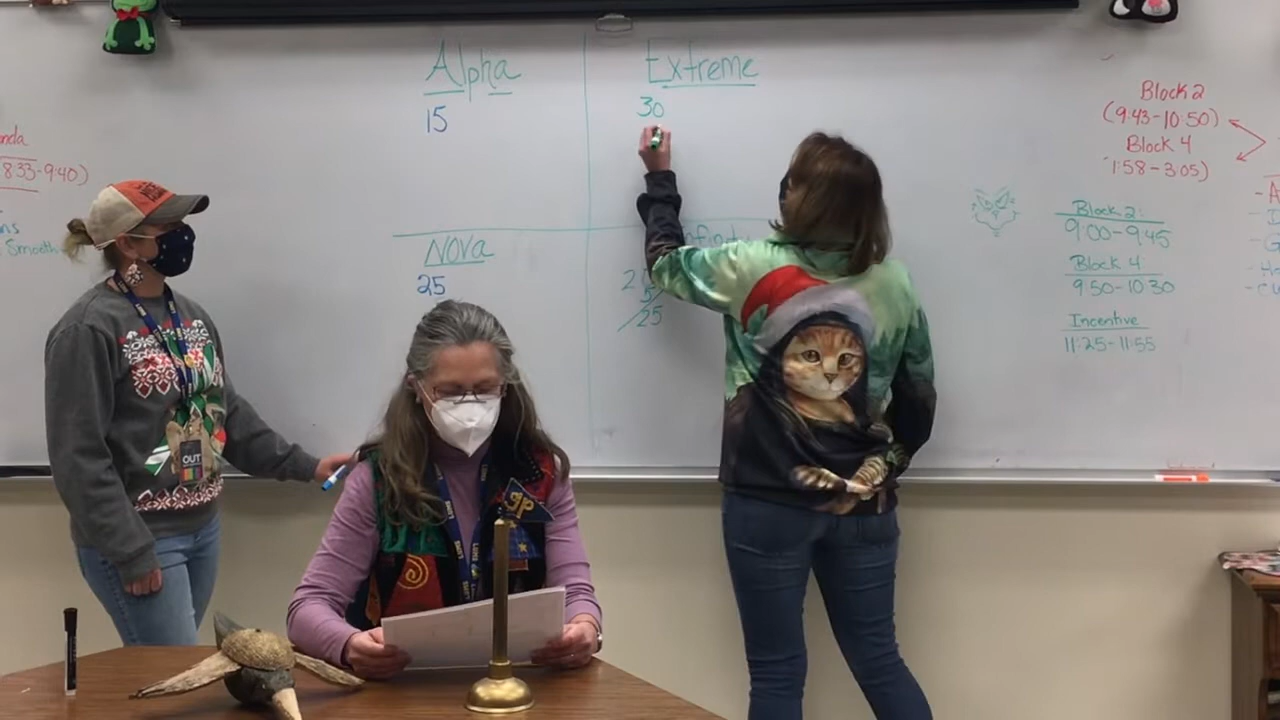 Alpha
15
Extreme
30
Nova
25
25
Block 2
(9:43-10:50)
Block 4
1:58-3:05)
Block 2:
9:00-9:45
Block 4
9:50-10:30
Incentive
11:25-11:55
8:33-9:40)
Smooth
OUT